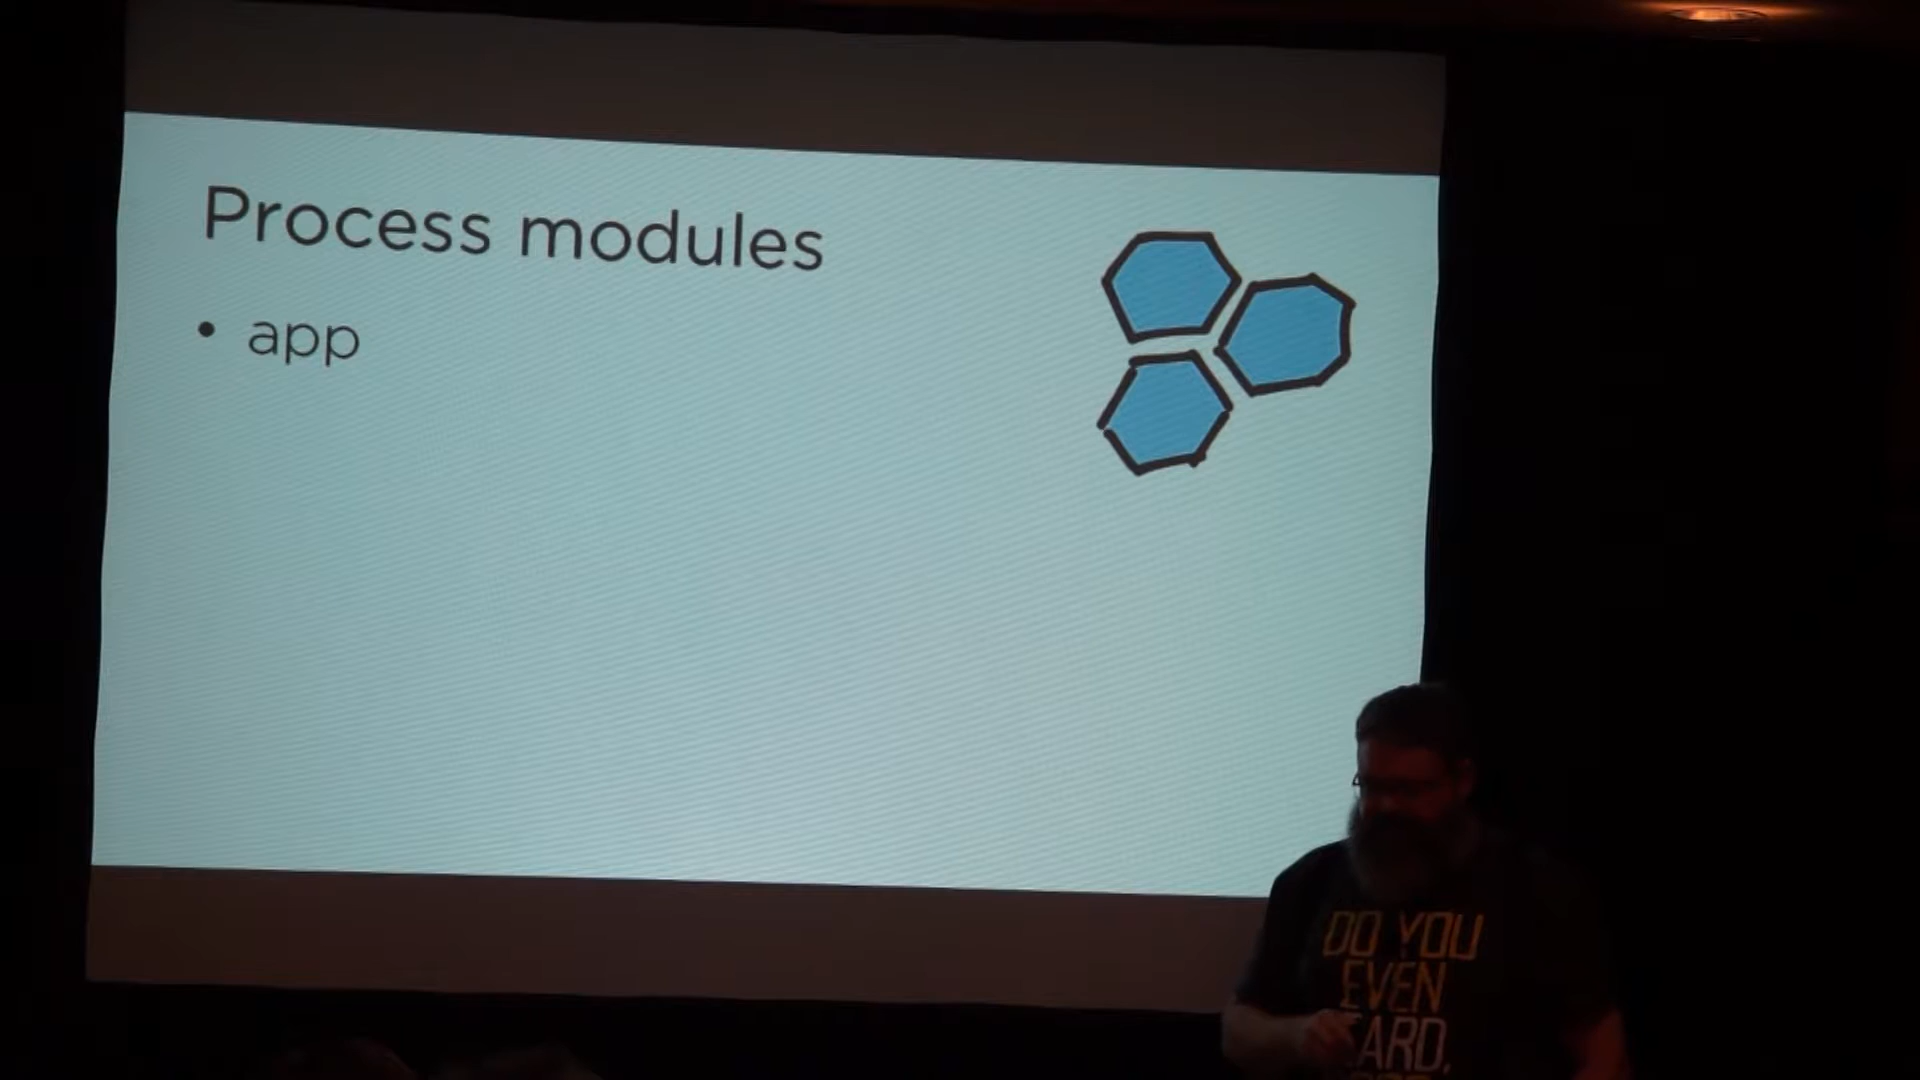 Process modules
• app
DO YOU
EVEN